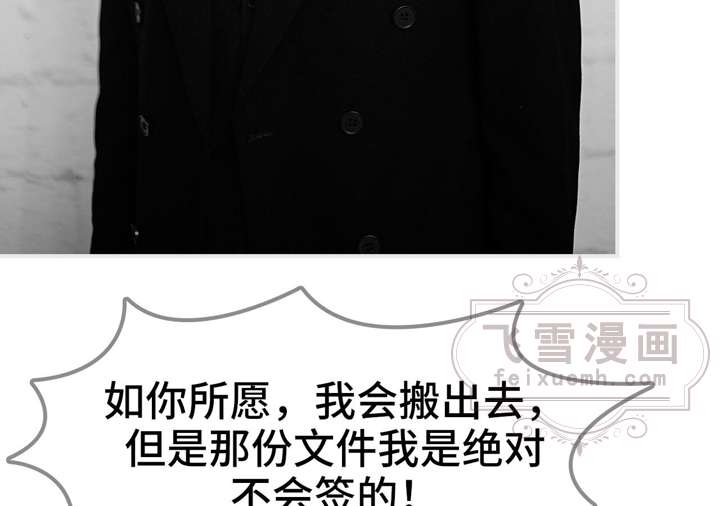 飞雪漫画
feixuemh.com
如你所愿，我会搬出去，
但是那份文件我是绝对
不会签的！